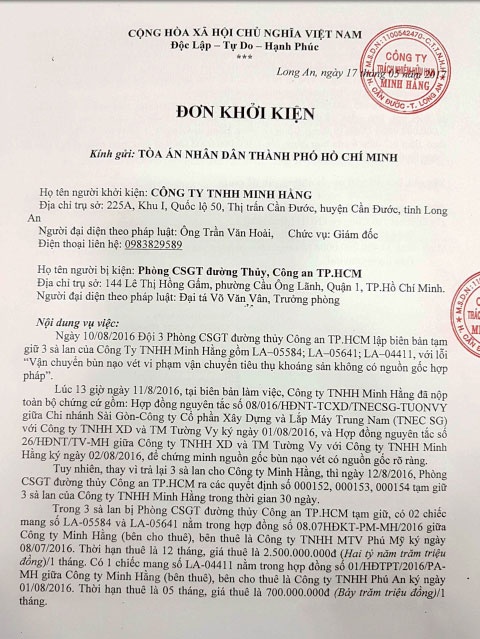 CỘNG HÒA XÃ HỘI CHỦ NGHĨA VIỆT NAM
Độc Lập – Tự Do – Hạnh Phúc
***
M.S.D.N: 1100542470-C.T.T.N.H.H
CÔNG TY
TRÁCH NHIỆM HỮU HẠN
MINH HẰNG
H. CẦN ĐƯỚC - T. LONG AN
Long An, ngày 17 tháng 05 năm 2017
ĐƠN KHỞI KIỆN
Kính gửi: TÒA ÁN NHÂN DÂN THÀNH PHỐ HỒ CHÍ MINH
Họ tên người khởi kiện: CÔNG TY TNHH MINH HẰNG
Địa chỉ trụ sở: 225A, Khu I, Quốc lộ 50, Thị trấn Cần Đước, huyện Cần Đước, tỉnh Long
An
Người đại diện theo pháp luật: Ông Trần Văn Hoài, Chức vụ: Giám đốc
Điện thoại liên hệ: 0983829589
Họ tên người bị kiện: Phòng CSGT đường Thủy, Công an TP.HCM
Địa chỉ trụ sở: 144 Lê Thị Hồng Gấm, phường Cầu Ông Lãnh, Quận 1, TP.Hồ Chí Minh.
Người đại diện theo pháp luật: Đại tá Võ Văn Vân, Trưởng phòng
Nội dung vụ việc:
Ngày 10/08/2016 Đội 3 Phòng CSGT đường thủy Công an TP.HCM lập biên bản tạm
giữ 3 sà lan của Công Ty TNHH Minh Hằng gồm LA–05584; LA–05641; LA–04411, với lỗi
“Vận chuyển bùn nạo vét vi phạm vận chuyển tiêu thụ khoáng sản không có nguồn gốc hợp
pháp”.
Lúc 13 giờ ngày 11/8/2016, tại biên bản làm việc, Công ty TNHH Minh Hằng đã nộp
toàn bộ chứng cứ gồm: Hợp đồng nguyên tắc số 08/016/HĐNT-TCXD/TNECSG-TUONVY
giữa Chi nhánh Sài Gòn-Công ty Cổ phần Xây Dựng và Lắp Máy Trung Nam (TNEC SG)
với Công ty TNHH XD và TM Tường Vy ký ngày 01/08/2016, và Hợp đồng nguyên tắc số
26/HĐNT/TV-MH giữa Công ty TNHH XD và TM Tường Vy với Công ty TNHH Minh
Hằng ký ngày 02/08/2016, để chứng minh nguồn gốc bùn nạo vét có nguồn gốc rõ ràng.
Tuy nhiên, thay vì trả lại 3 sà lan cho Công ty Minh Hằng, thì ngày 12/8/2016, Phòng
CSGT đường thủy Công an TP.HCM ra các quyết định số 000152, 000153, 000154 tạm giữ
3 sà lan của Công ty TNHH Minh Hằng trong thời gian 30 ngày.
Trong 3 sà lan bị Phòng CSGT đường thủy Công an TP.HCM tạm giữ, có 02 chiếc
mang số LA-05584 và LA-05641 nằm trong hợp đồng số 08.07HĐKT-PM-MH/2016 giữa
Công ty Minh Hằng (bên cho thuê), bên thuê là Công ty TNHH MTV Phú Mỹ ký ngày
08/07/2016. Thời hạn thuê là 12 tháng, giá thuê là 2.500.000.000đ (Hai tỷ năm trăm triệu
đồng)/1 tháng. Có 1 chiếc mang số LA-04411 nằm trong hợp đồng số 01/HĐTPT/2016/PA-
MH giữa Công ty Minh Hằng (bên thuê), bên cho thuê là Công ty TNHH Phú An ký ngày
01/08/2016. Thời hạn thuê là 05 tháng, giá thuê là 700.000.000đ (Bảy trăm triệu đồng)/1
tháng.